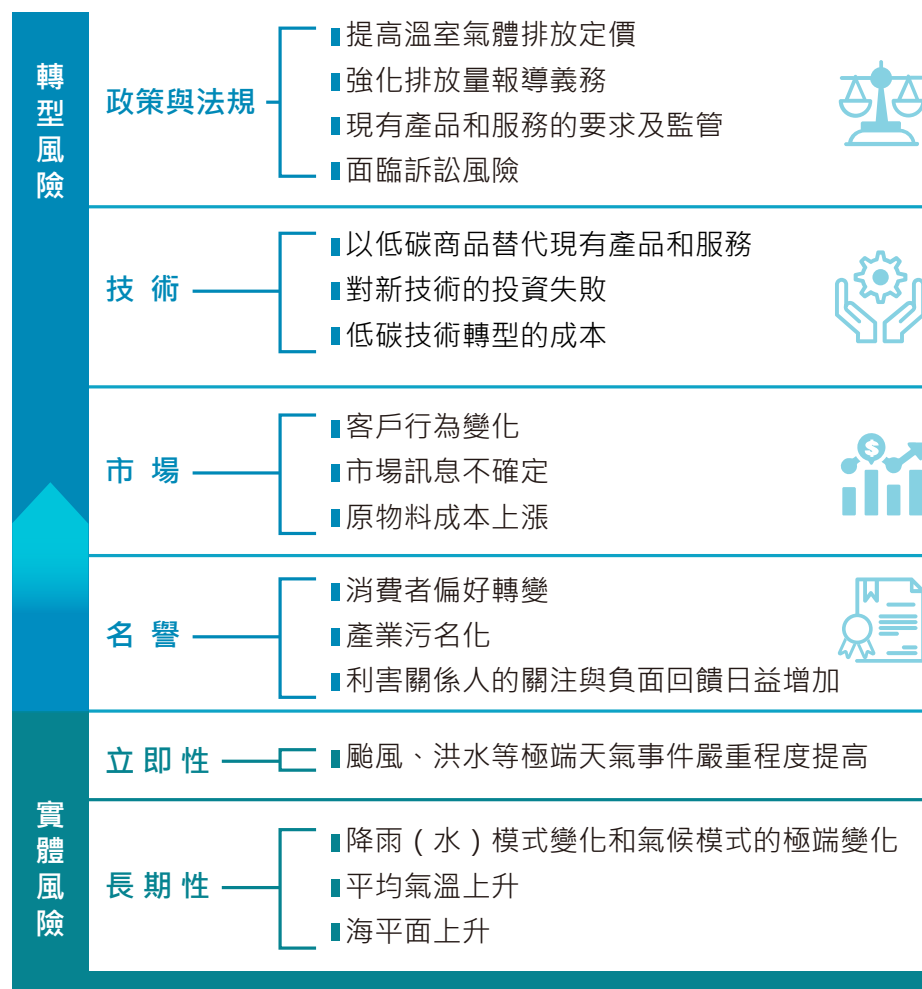 轉型風險
政策與法規
提高溫室氣體排放定價
強化排放量報導義務
現有產品和服務的要求及監管
面臨訴訟風險
技術
以低碳商品替代現有產品和服務
對新技術的投資失敗
低碳技術轉型的成本
市場
客戶行為變化
市場訊息不確定
原物料成本上漲
$
名譽
消費者偏好轉變
產業污名化
利害關係人的關注與負面回饋日益增加
實體風險
立即性
颱風、洪水等極端天氣事件嚴重程度提高
長期性
降雨（水）模式變化和氣候模式的極端變化
平均氣溫上升
海平面上升